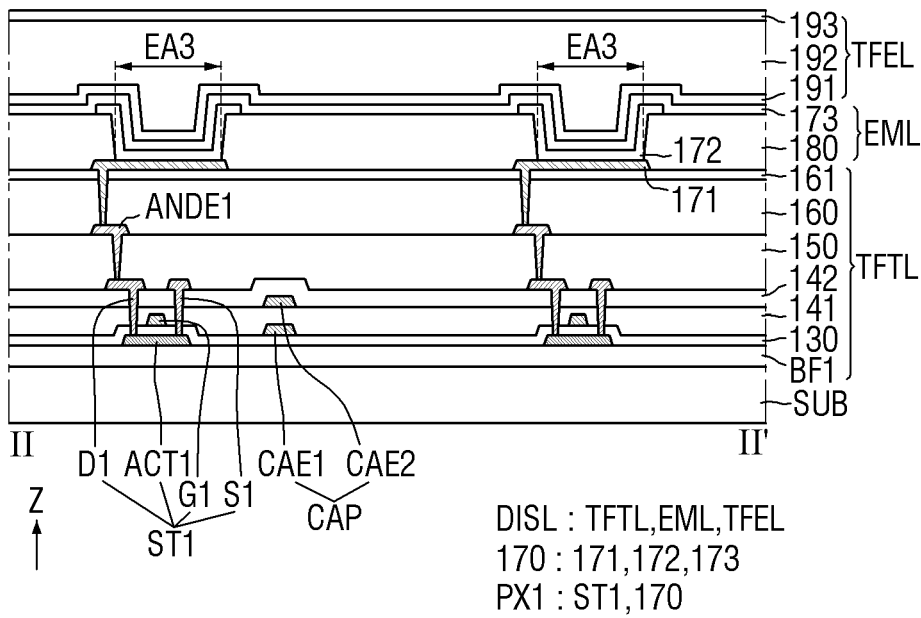 193
EA3
EA3
192
TFEL
191
173
EML
180
172
161
171
ANDE1
160
150
TFTL
142
141
130
BF1
SUB
II
II'
D1 ACT1 CAE1 CAE2
G1 S1
Z
CAP
ST1
DISL : TFTL,EML,TFEL
170 : 171,172,173
PX1 : ST1,170